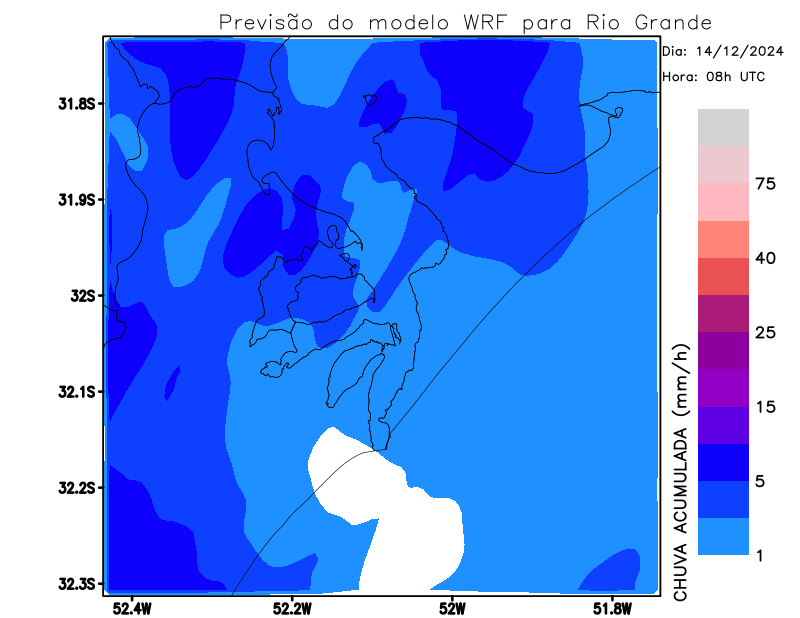 Previsão do modelo WRF para Rio Grande
Dia: 14/12/2024
Hora: 08h UTC
31.8S
31.9S
32S
32.1S
32.2S
32.3S
52.4W
52.2W
52W
51.8W
75
40
25
15
5
1
CHUVA ACUMULADA (mm/h)